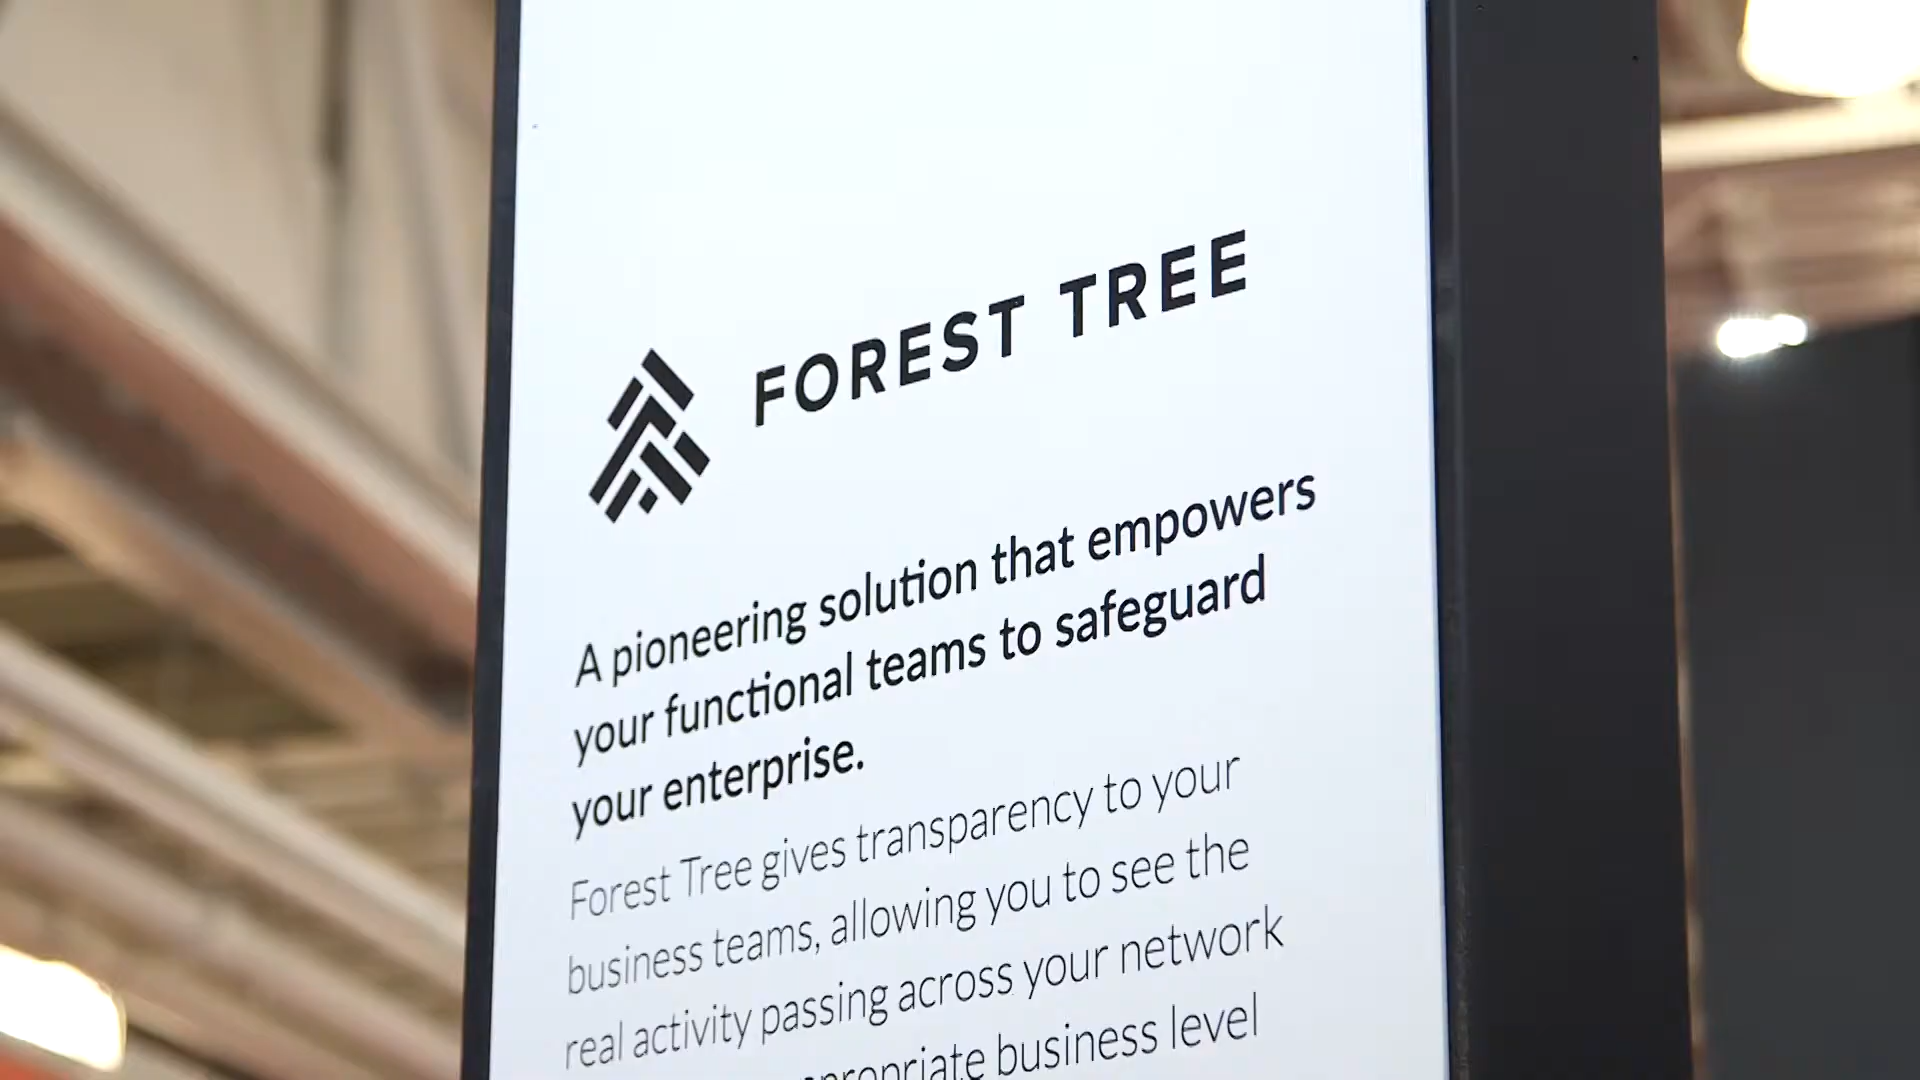 FOREST TREE
A pioneering solution that empowers
your functional teams to safeguard
your enterprise.
Forest Tree gives transparency to your
business teams, allowing you to see the
real activity passing across your network
business level